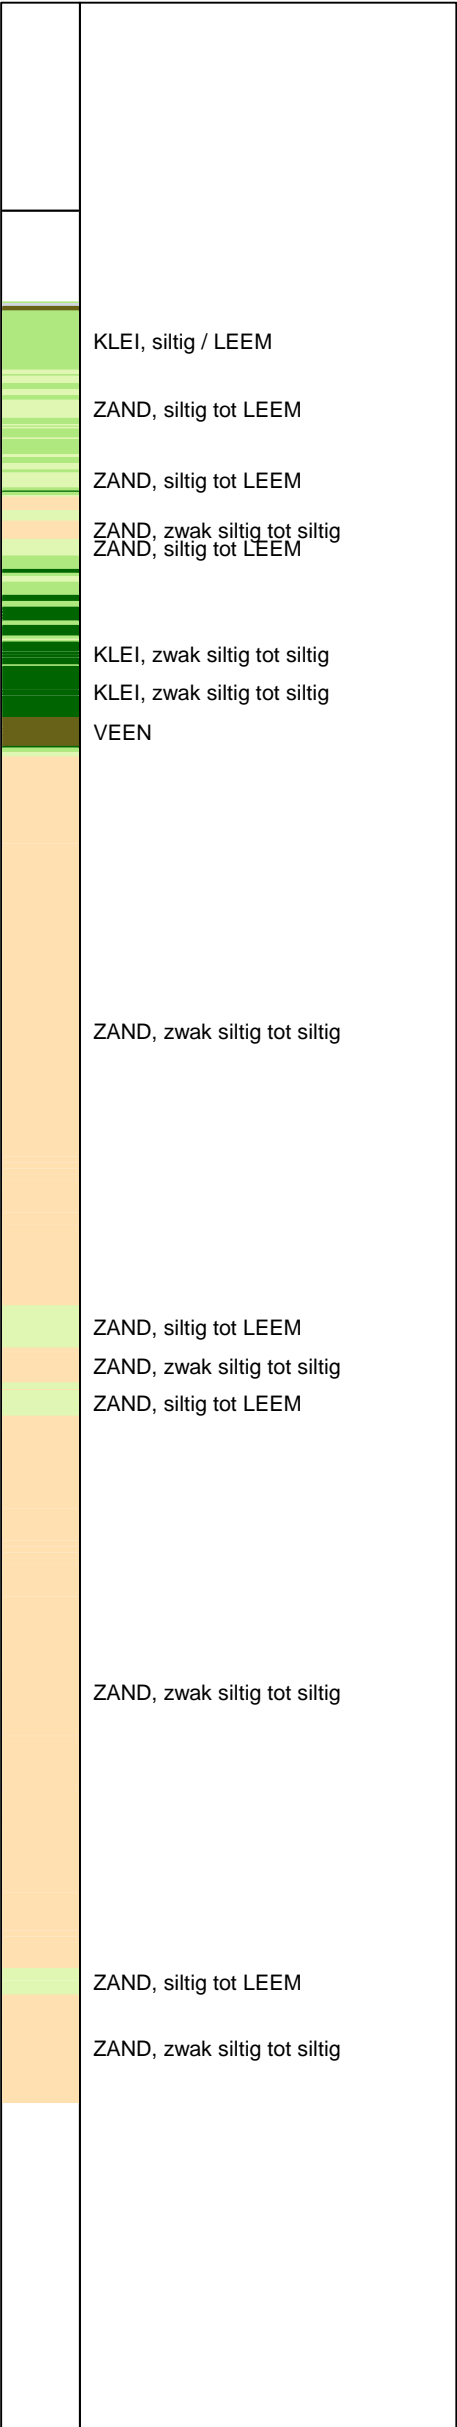 KLEI, siltig / LEEM
ZAND, siltig tot LEEM
ZAND, siltig tot LEEM
ZAND, zwak siltig tot siltig
ZAND, siltig tot LEEM
KLEI, zwak siltig tot siltig
KLEI, zwak siltig tot siltig
VEEN
ZAND, zwak siltig tot siltig
ZAND, siltig tot LEEM
ZAND, zwak siltig tot siltig
ZAND, siltig tot LEEM
ZAND, zwak siltig tot siltig
ZAND, siltig tot LEEM
ZAND, zwak siltig tot siltig